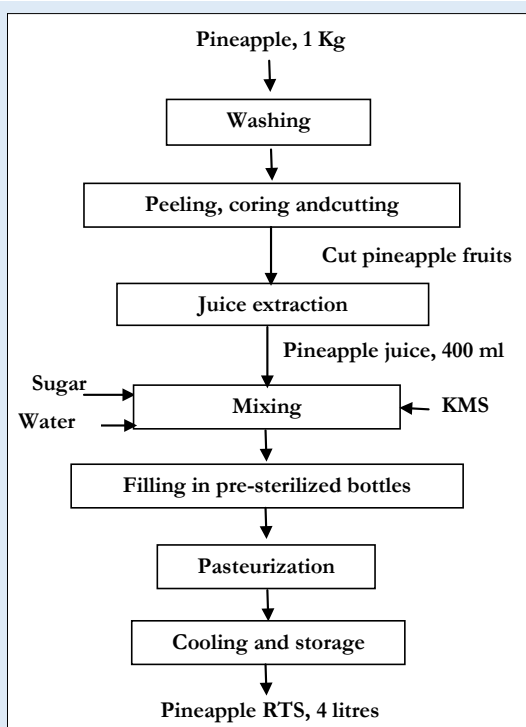 Pineapple, 1 Kg
Washing
Peeling, coring andcutting
Cut pineapple fruits
Juice extraction
Pineapple juice, 400 ml
Sugar
Mixing
KMS
Water
Filling in pre-sterilized bottles
Pasteurization
Cooling and storage
Pineapple RTS, 4 litres